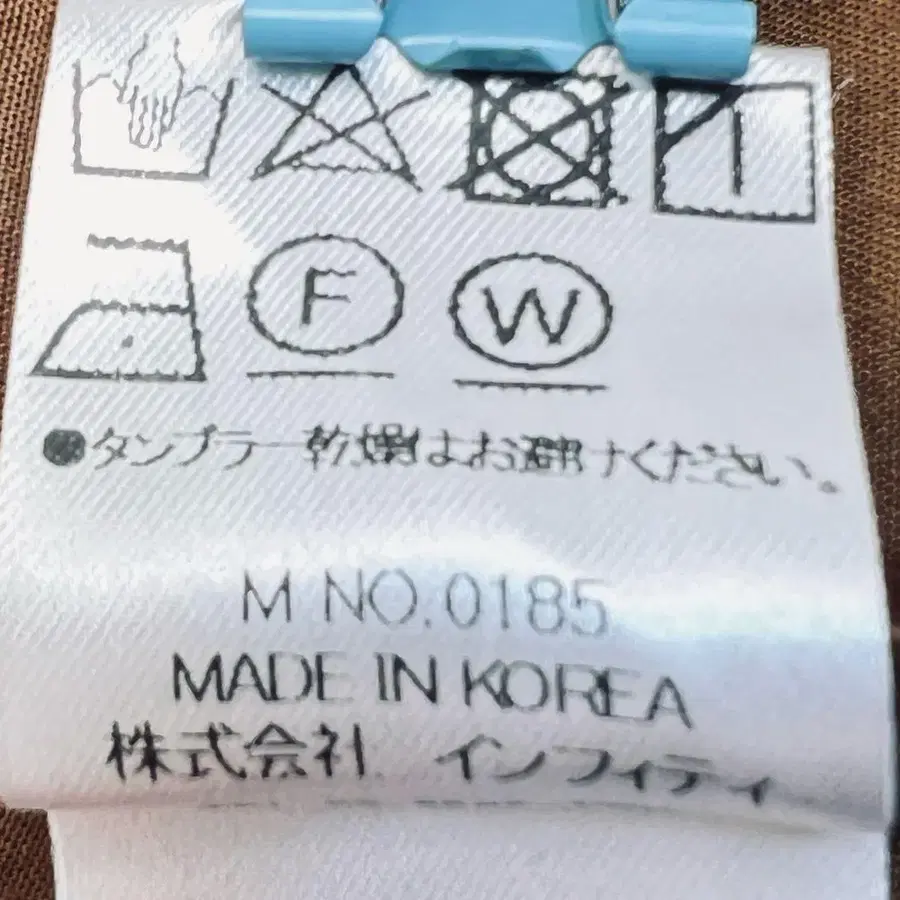 F W
●タンブラー乾燥はお避けください。
M NO.0185
MADE IN KOREA
株式会社 インフィティ